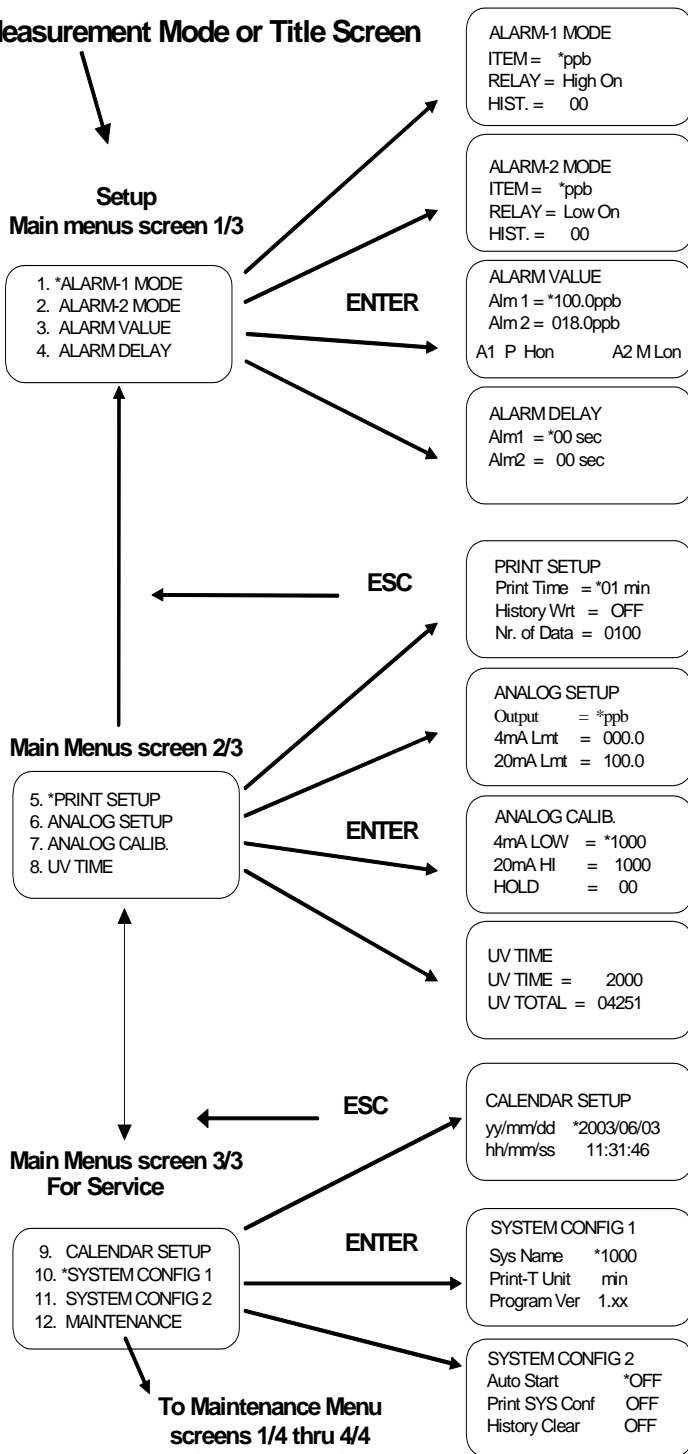 Measurement Mode or Title Screen
Setup
Main menus screen 1/3
1. *ALARM-1 MODE
2. ALARM-2 MODE
3. ALARM VALUE
4. ALARM DELAY
ENTER
ALARM-1 MODE
ITEM = *ppb
RELAY = High On
HIST. = 00
ALARM-2 MODE
ITEM = *ppb
RELAY = Low On
HIST. = 00
ALARM VALUE
Alm 1 = *100.0ppb
Alm 2 = 018.0ppb
A1 P Hon A2 M Lon
ALARM DELAY
Alm1 = *00 sec
Alm2 = 00 sec
ESC
Main Menus screen 2/3
5. *PRINT SETUP
6. ANALOG SETUP
7. ANALOG CALIB.
8. UV TIME
ENTER
PRINT SETUP
Print Time = *01 min
History Wrt = OFF
Nr. of Data = 0100
ANALOG SETUP
Output = *ppb
4mA Lmt = 000.0
20mA Lmt = 100.0
ANALOG CALIB.
4mA LOW = *1000
20mA HI = 1000
HOLD = 00
UV TIME
UV TIME = 2000
UV TOTAL = 04251
ESC
Main Menus screen 3/3
For Service
9. CALENDAR SETUP
10. *SYSTEM CONFIG 1
11. SYSTEM CONFIG 2
12. MAINTENANCE
ENTER
CALENDAR SETUP
yy/mm/dd *2003/06/03
hh/mm/ss 11:31:46
SYSTEM CONFIG 1
Sys Name *1000
Print-T Unit min
Program Ver 1.xx
SYSTEM CONFIG 2
Auto Start *OFF
Print SYS Conf OFF
History Clear OFF
To Maintenance Menu
screens 1/4 thru 4/4